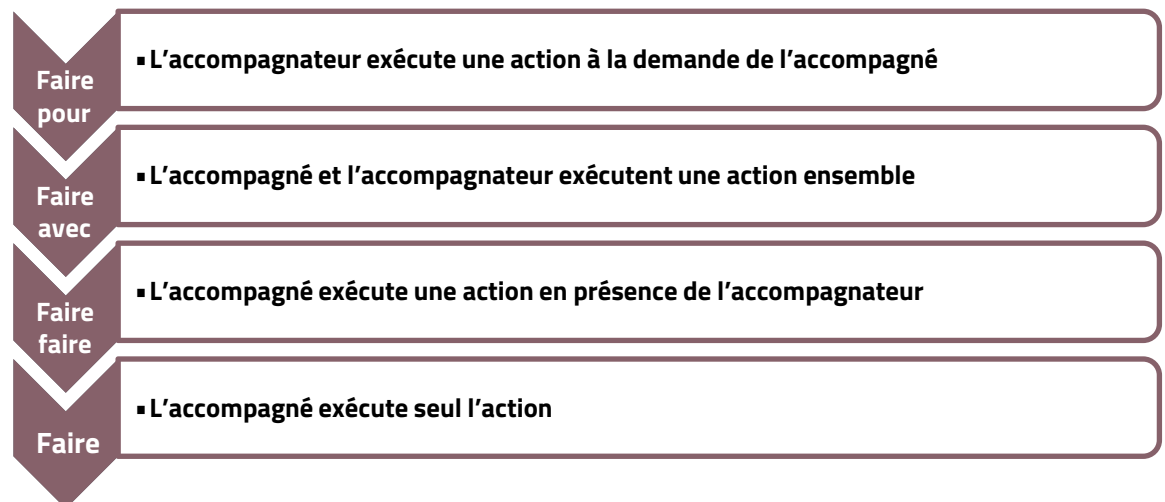 Faire
pour
▪L’accompagnateur exécute une action à la demande de l’accompagné
Faire
avec
▪L’accompagné et l’accompagnateur exécutent une action ensemble
Faire
faire
▪L’accompagné exécute une action en présence de l’accompagnateur
Faire
▪L’accompagné exécute seul l’action